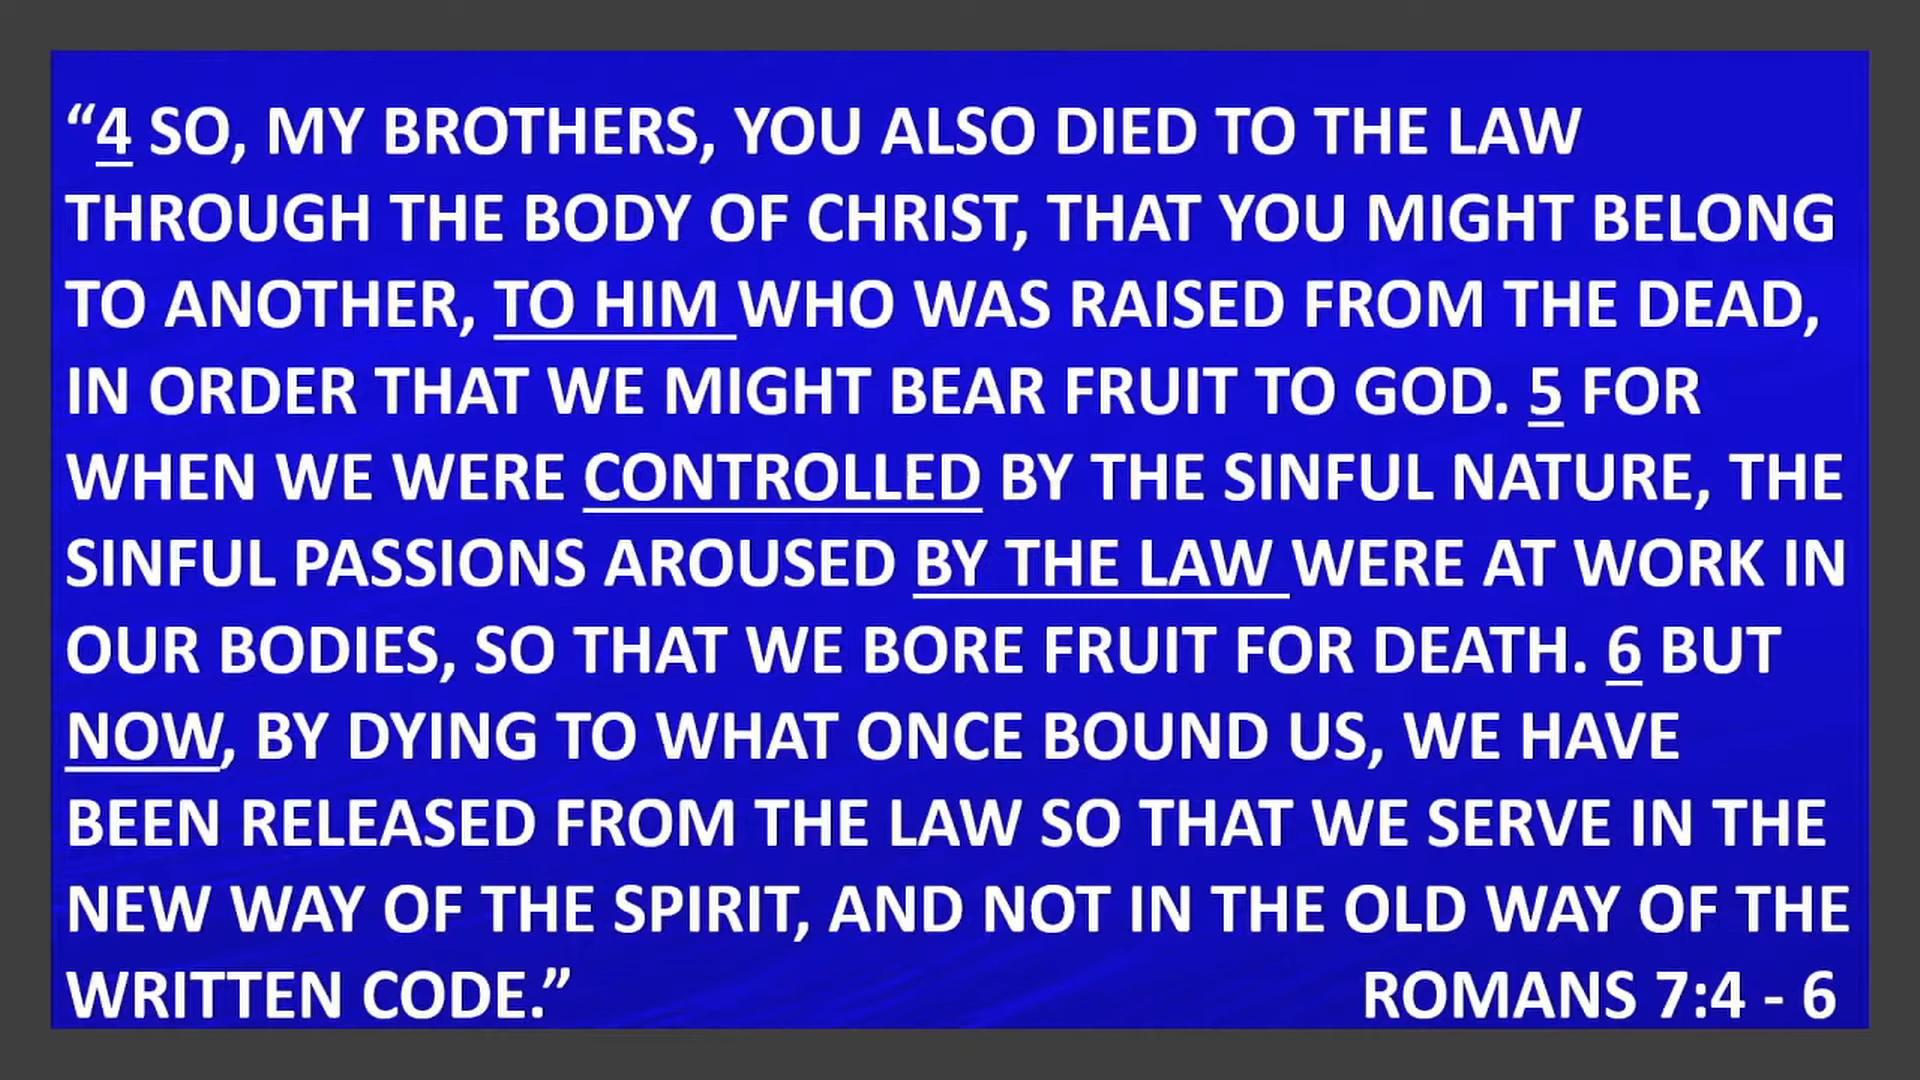 “4 SO, MY BROTHERS, YOU ALSO DIED TO THE LAW
THROUGH THE BODY OF CHRIST, THAT YOU MIGHT BELONG
TO ANOTHER, TO HIM WHO WAS RAISED FROM THE DEAD,
IN ORDER THAT WE MIGHT BEAR FRUIT TO GOD. 5 FOR
WHEN WE WERE CONTROLLED BY THE SINFUL NATURE, THE
SINFUL PASSIONS AROUSED BY THE LAW WERE AT WORK IN
OUR BODIES, SO THAT WE BORE FRUIT FOR DEATH. 6 BUT
NOW, BY DYING TO WHAT ONCE BOUND US, WE HAVE
BEEN RELEASED FROM THE LAW SO THAT WE SERVE IN THE
NEW WAY OF THE SPIRIT, AND NOT IN THE OLD WAY OF THE
WRITTEN CODE.” ROMANS 7:4 - 6